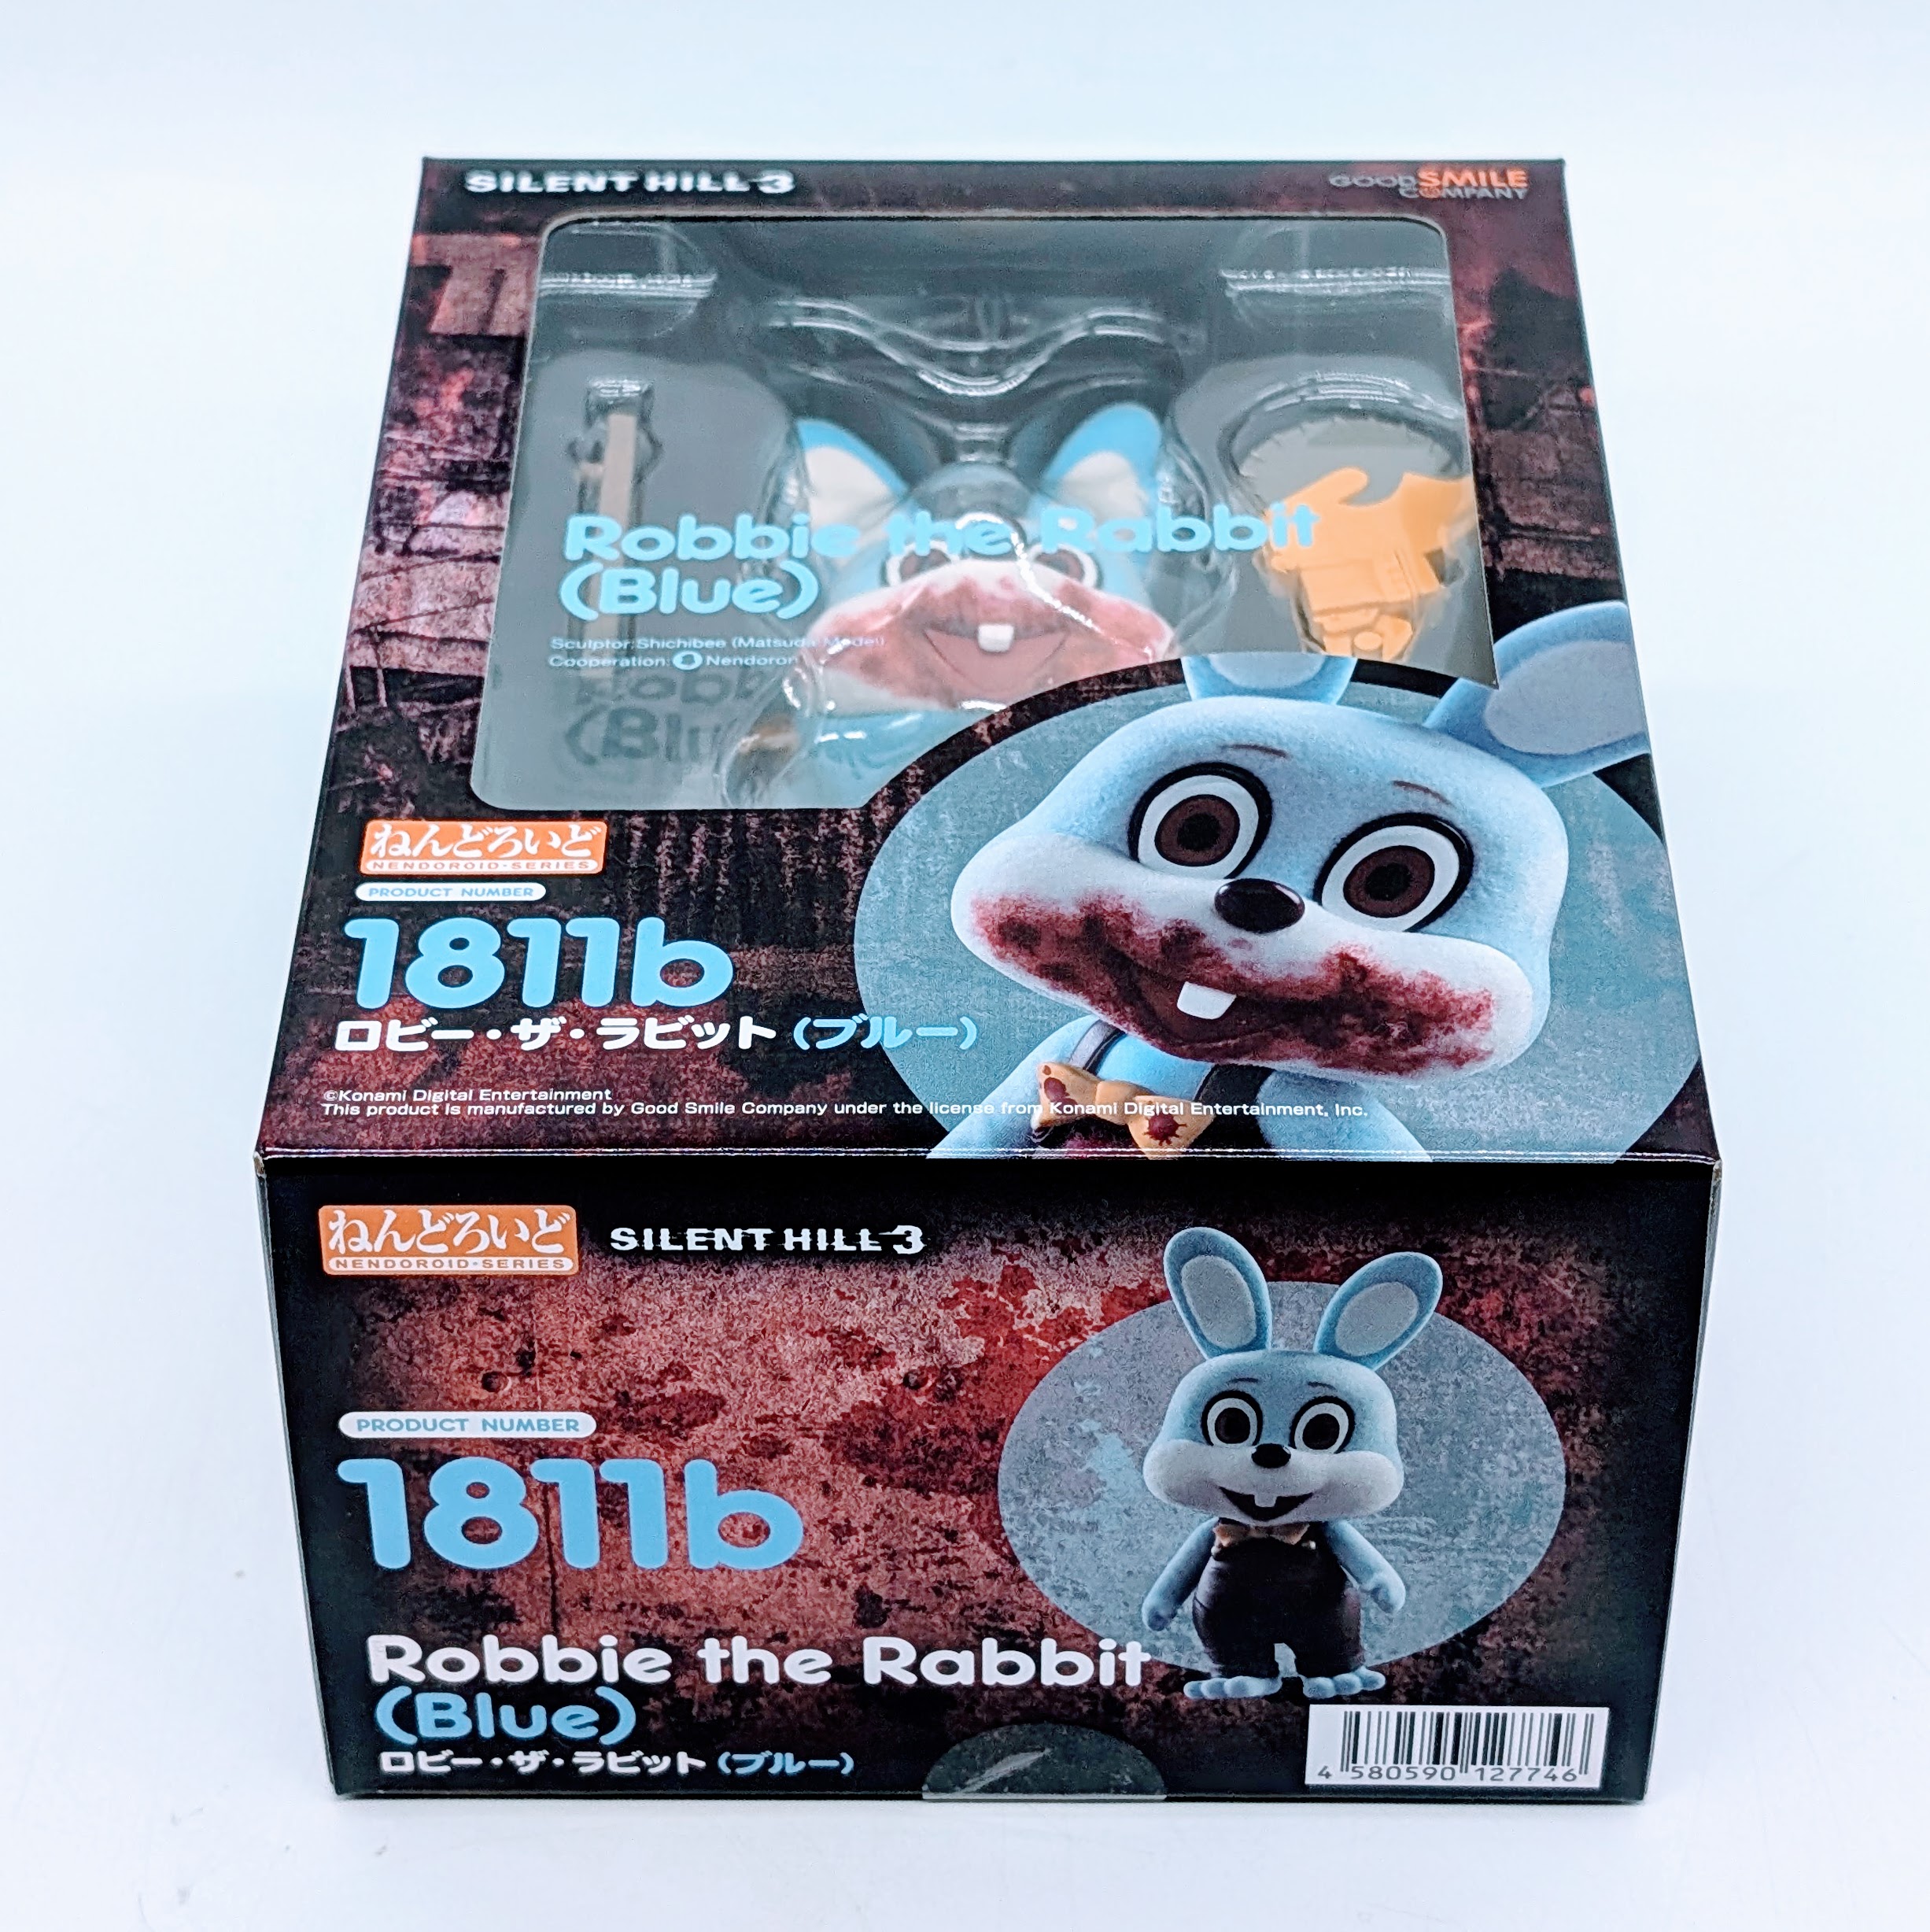 SILENT HILL 3
GOOD SMILE
COMPANY
Robbie the Rabbit
(Blue)
Sculptor:Shichibee (Matsuda Model)
Cooperation: Nendoron
ねんどろいど
NENDOROID·SERIES
PRODUCT NUMBER
1811b
ロビー・ザ・ラビット(ブルー)
©Konami Digital Entertainment
This product is manufactured by Good Smile Company under the license from Konami Digital Entertainment, Inc.
ねんどろいど
NENDOROID·SERIES
SILENT HILL 3
PRODUCT NUMBER
1811b
Robbie the Rabbit
(Blue)
ロビー・ザ・ラビット(ブルー)
4 580590 127746